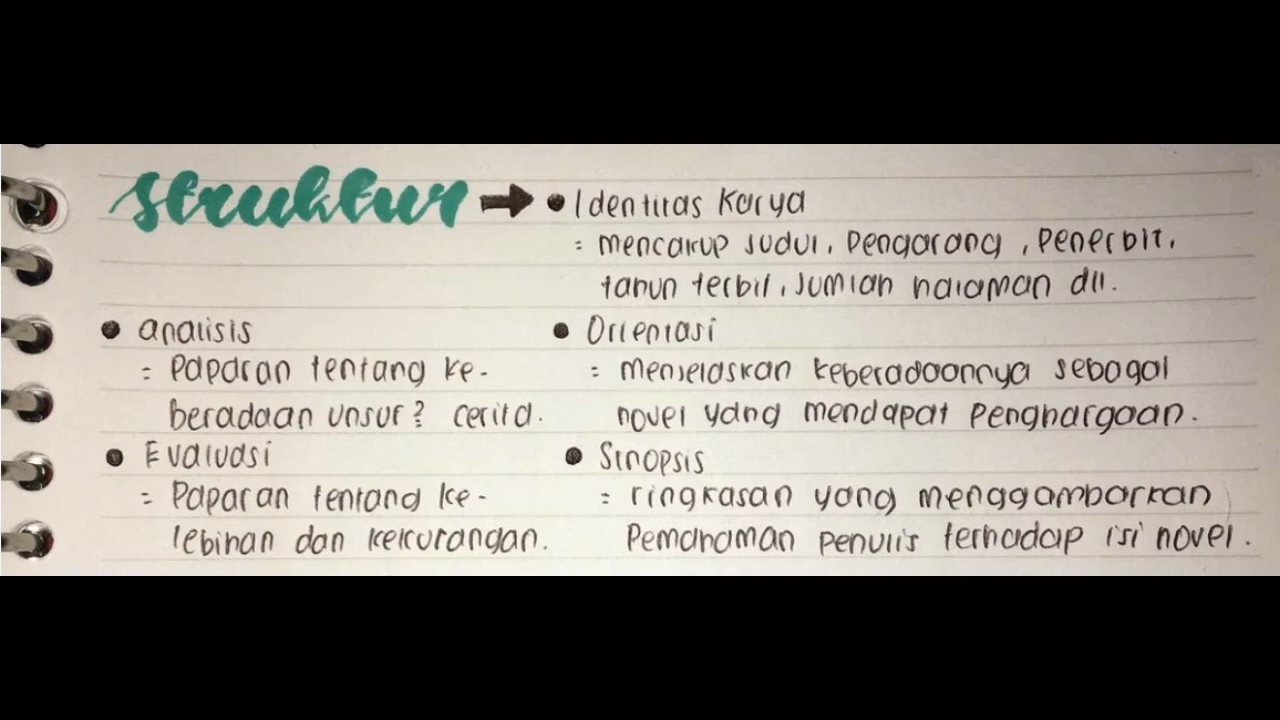 Struktur → • Identitas Karya
= mencakup judul, pengarang, penerbit,
tahun terbit, jumlah halaman dll.
• Orientasi
= menjelaskan keberadaannya sebagai
novel yang mendapat penghargaan.
• Sinopsis
= ringkasan yang menggambarkan
Pemahaman penulis terhadap isi novel.
• analisis
= Paparan tentang ke-
beradaan unsur? cerita.
• Evaluasi
= Paparan tentang ke-
lebihan dan kekurangan.